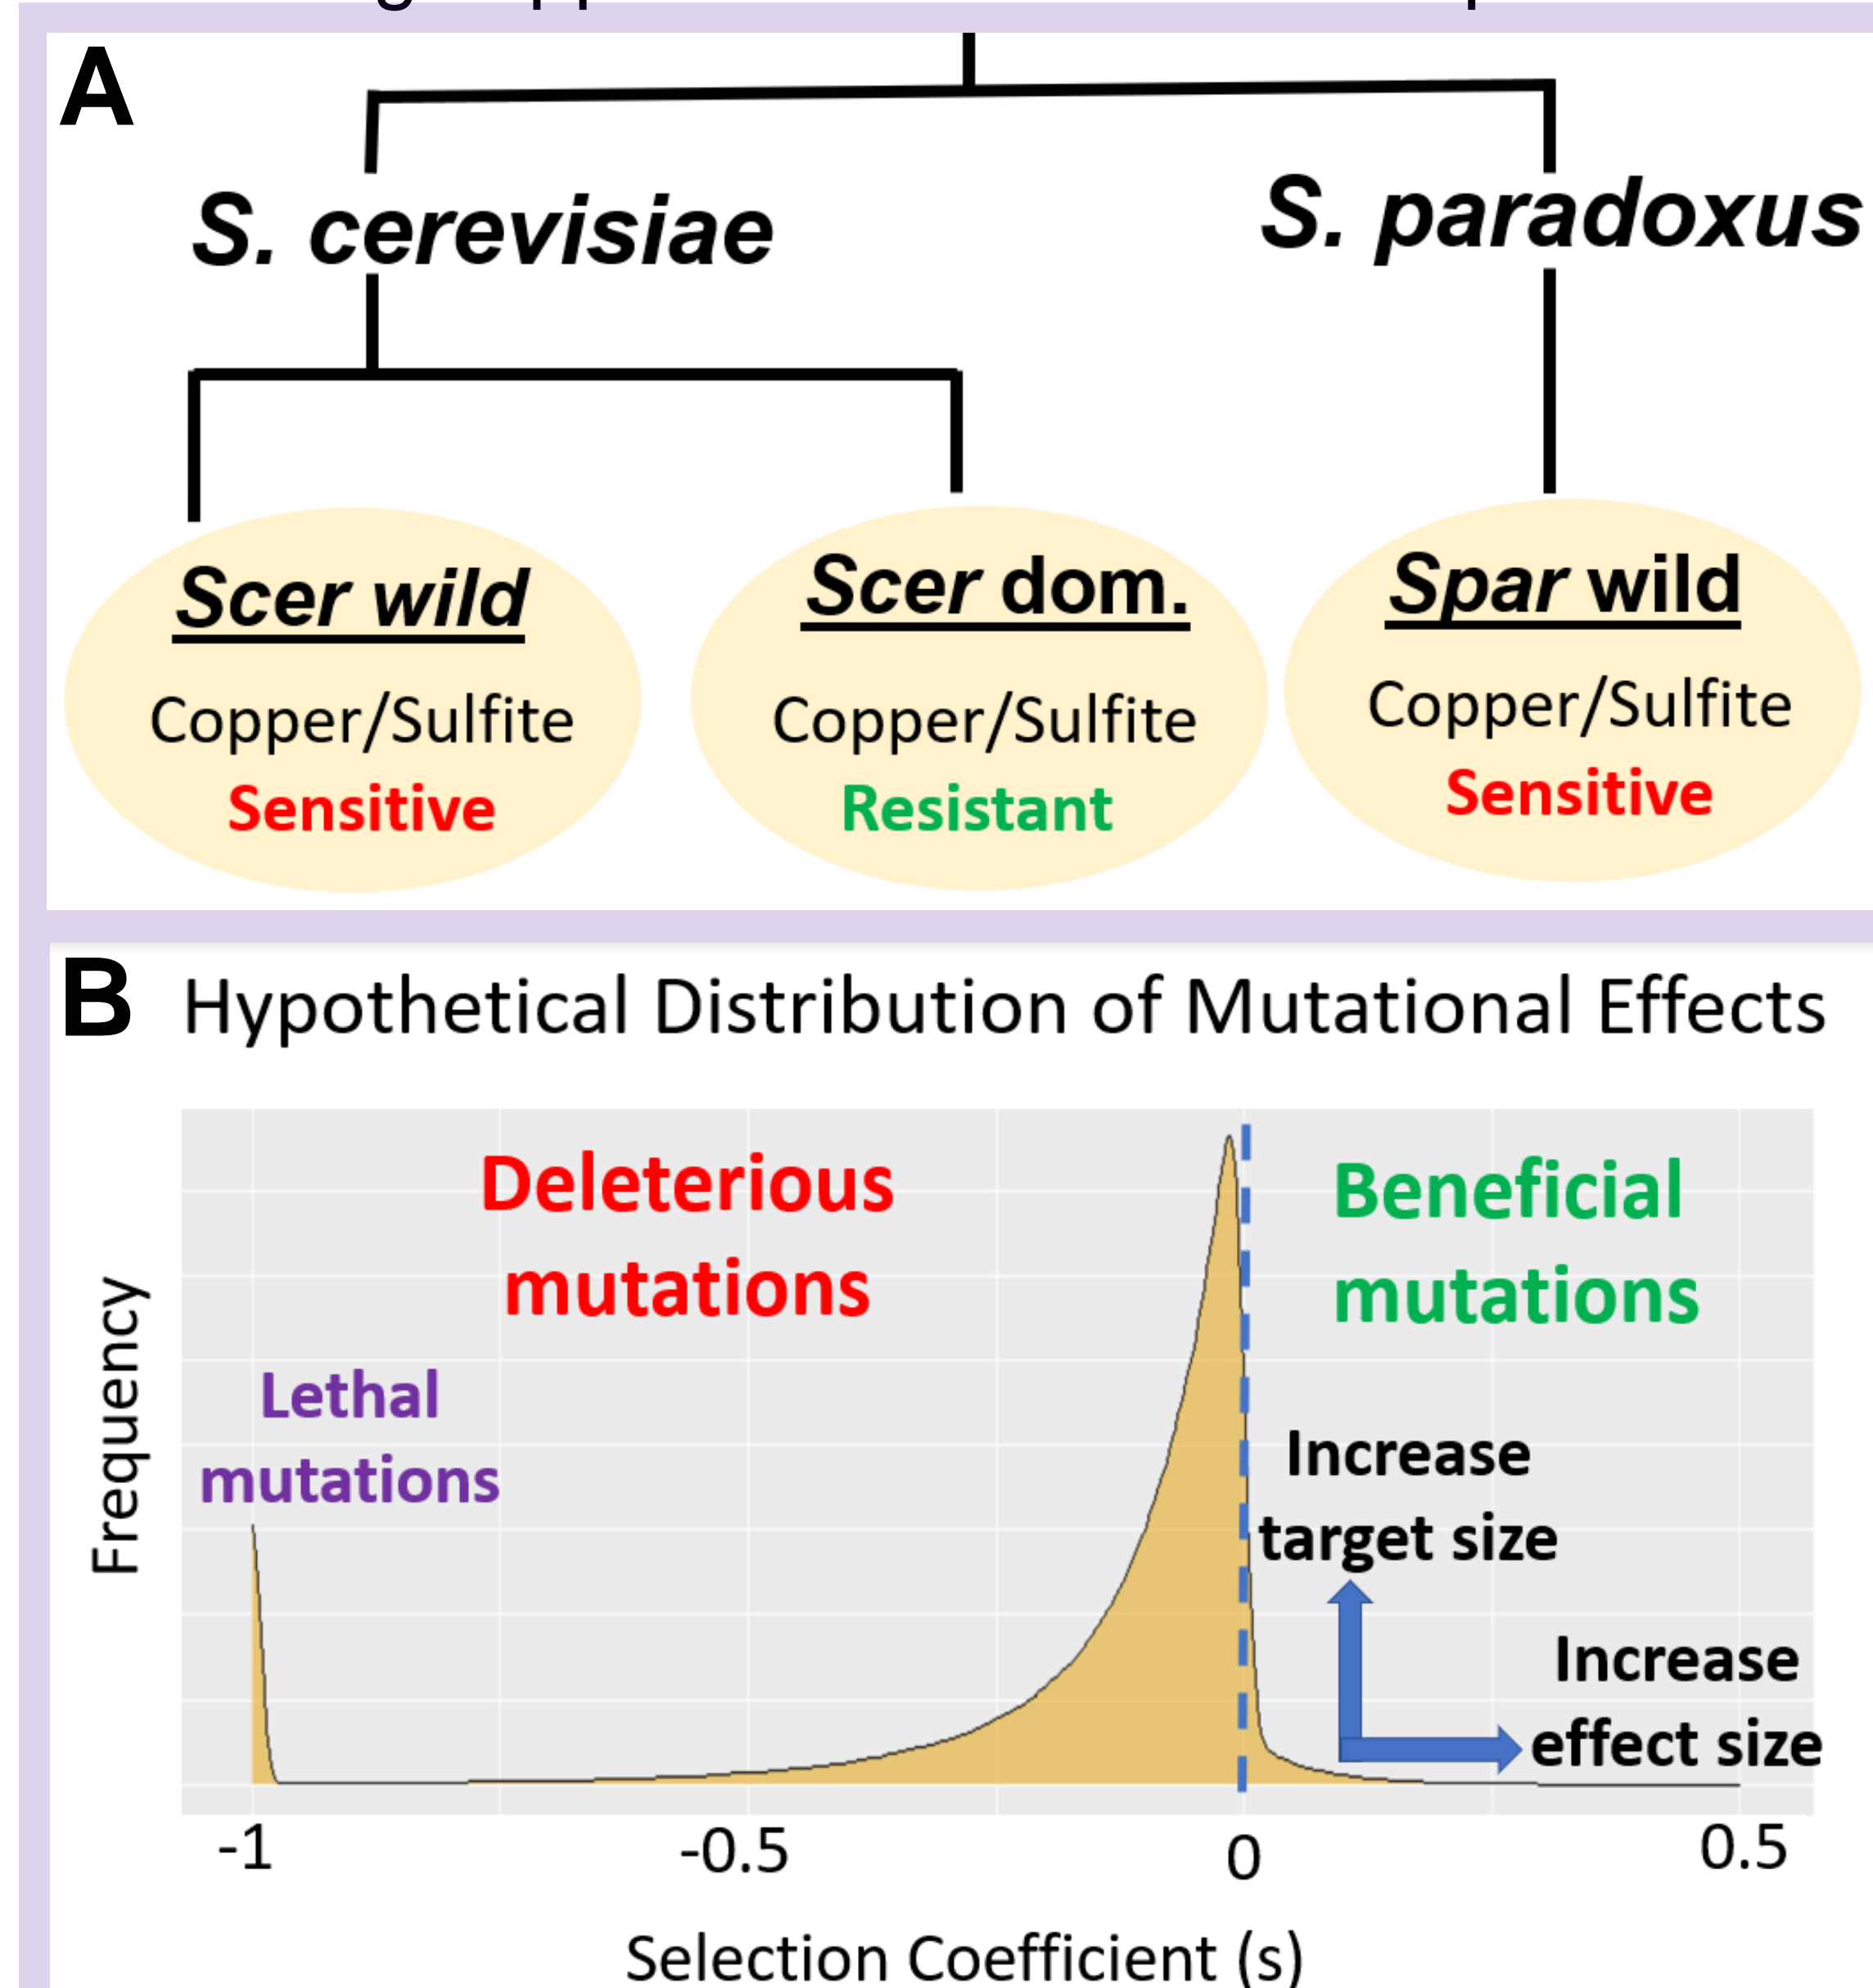 A
S. cerevisiae
S. paradoxus
Scer wild
Copper/Sulfite
Sensitive
Scer dom.
Copper/Sulfite
Resistant
Spar wild
Copper/Sulfite
Sensitive
B
Hypothetical Distribution of Mutational Effects
Deleterious
mutations
Beneficial
mutations
Lethal
mutations
Increase
target size
Increase
effect size
Frequency
-1
-0.5
0
0.5
Selection Coefficient (s)